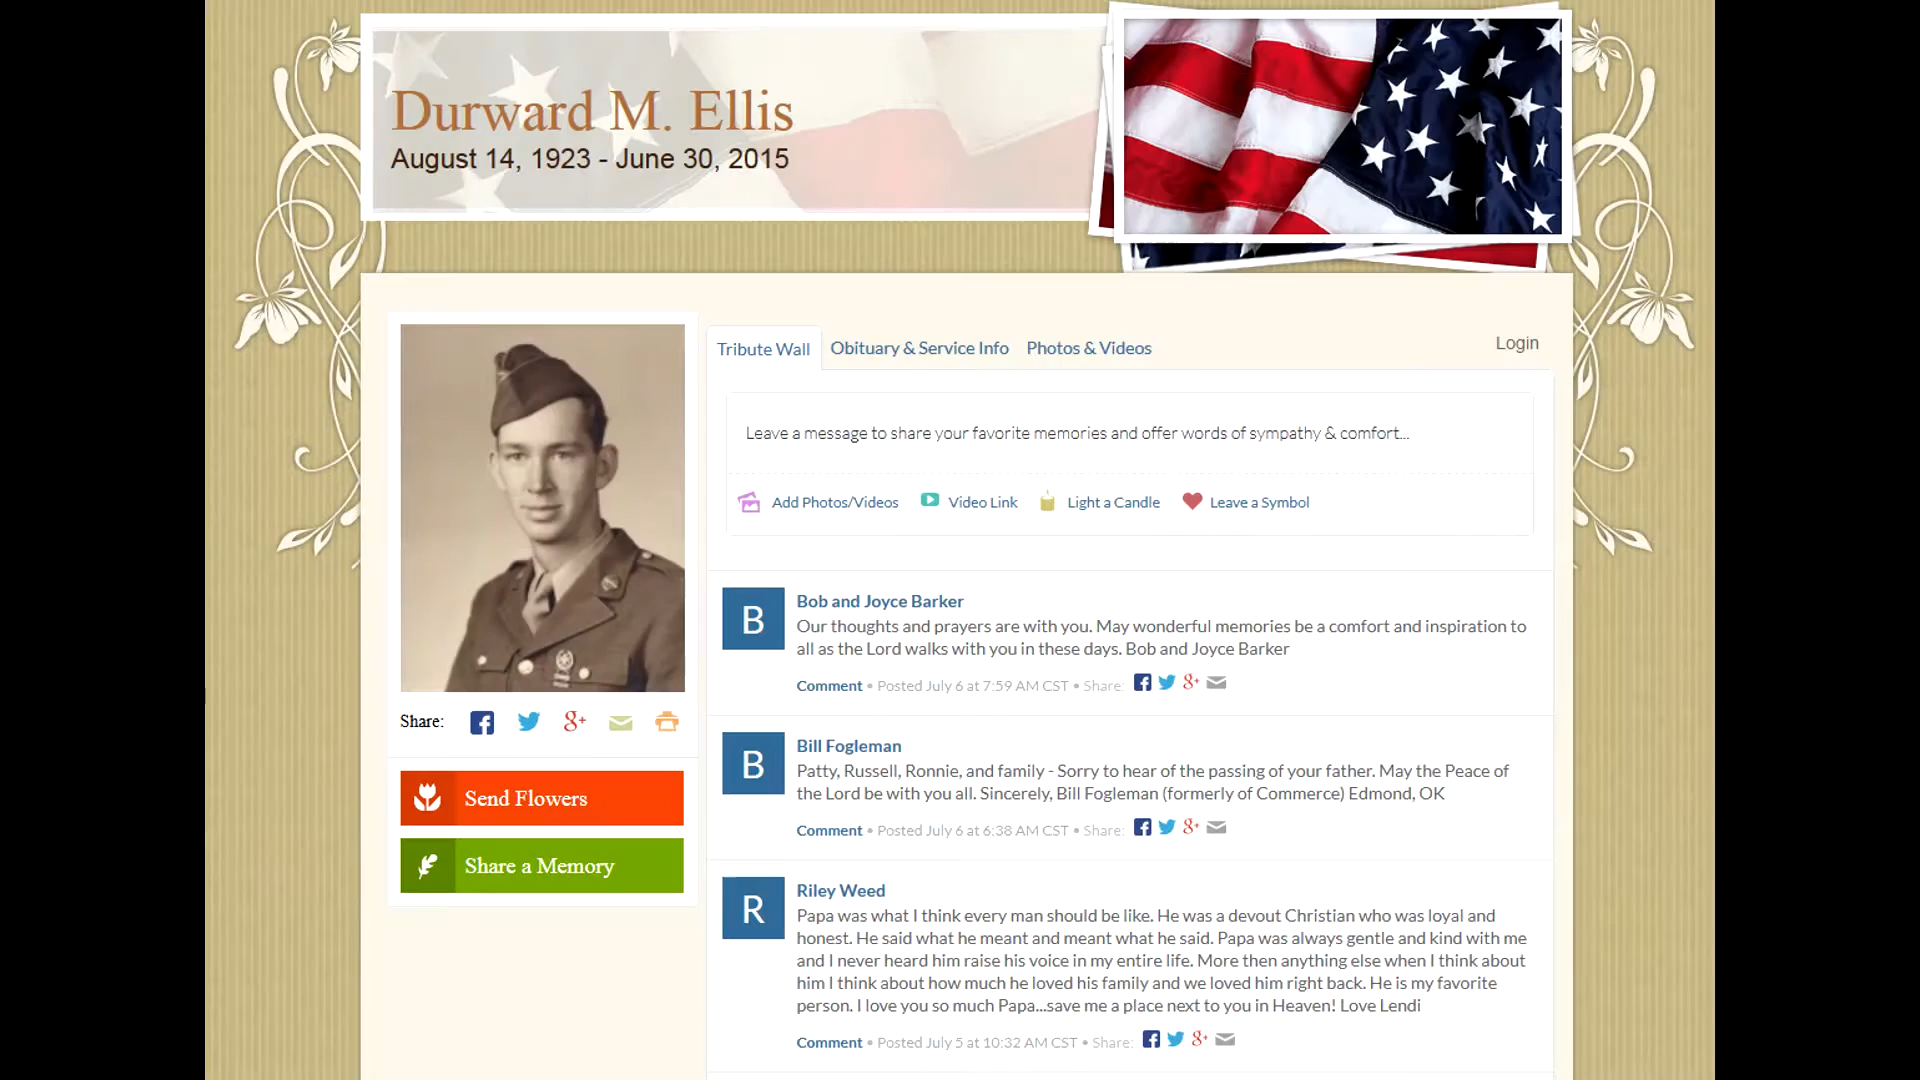 Durward M. Ellis
August 14, 1923 - June 30, 2015
Tribute Wall
Obituary & Service Info
Photos & Videos
Login
Leave a message to share your favorite memories and offer words of sympathy & comfort...
Add Photos/Videos
Video Link
Light a Candle
Leave a Symbol
Share:
Send Flowers
Share a Memory
B
Bob and Joyce Barker
Our thoughts and prayers are with you. May wonderful memories be a comfort and inspiration to
all as the Lord walks with you in these days. Bob and Joyce Barker
Comment • Posted July 6 at 7:59 AM CST • Share:
B
Bill Fogleman
Patty, Russell, Ronnie, and family - Sorry to hear of the passing of your father. May the Peace of
the Lord be with you all. Sincerely, Bill Fogleman (formerly of Commerce) Edmond, OK
Comment • Posted July 6 at 6:38 AM CST • Share:
R
Riley Weed
Papa was what I think every man should be like. He was a devout Christian who was loyal and
honest. He said what he meant and meant what he said. Papa was always gentle and kind with me
and I never heard him raise his voice in my entire life. More then anything else when I think about
him I think about how much he loved his family and we loved him right back. He is my favorite
person. I love you so much Papa...save me a place next to you in Heaven! Love Lendi
Comment • Posted July 5 at 10:32 AM CST • Share: